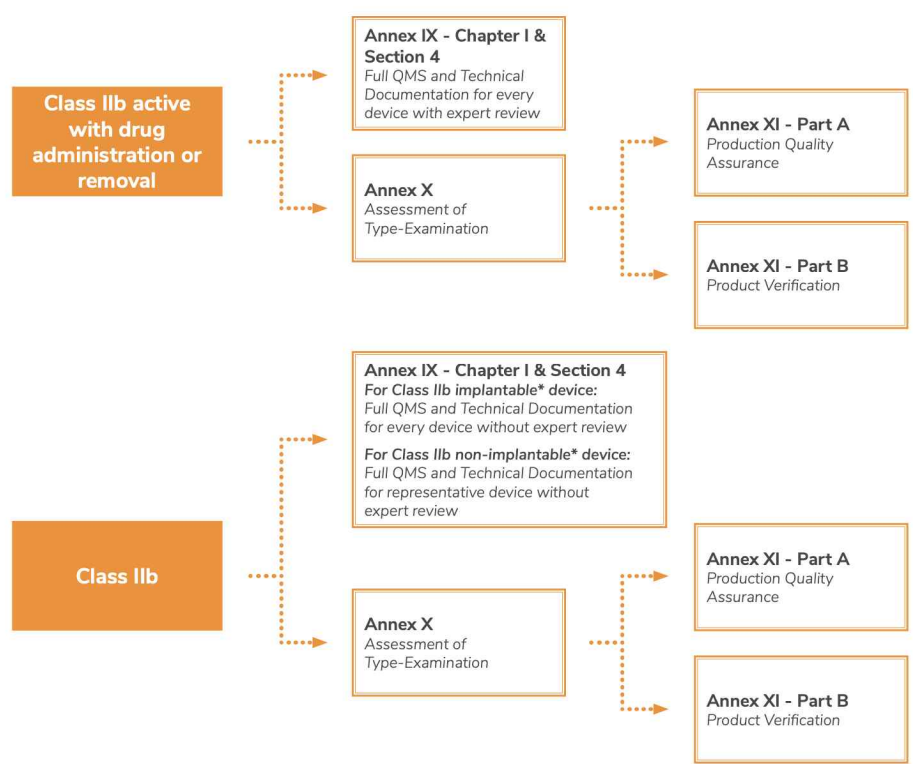 Class IIb active
with drug
administration or
removal
Annex IX - Chapter I &
Section 4
Full QMS and Technical
Documentation for every
device with expert review
Annex X
Assessment of
Type-Examination
Annex XI - Part A
Production Quality
Assurance
Annex XI - Part B
Product Verification
Class IIb
Annex IX - Chapter I & Section 4
For Class IIb implantable* device:
Full QMS and Technical Documentation
for every device without expert review
For Class IIb non-implantable* device:
Full QMS and Technical Documentation
for representative device without
expert review
Annex X
Assessment of
Type-Examination
Annex XI - Part A
Production Quality
Assurance
Annex XI - Part B
Product Verification